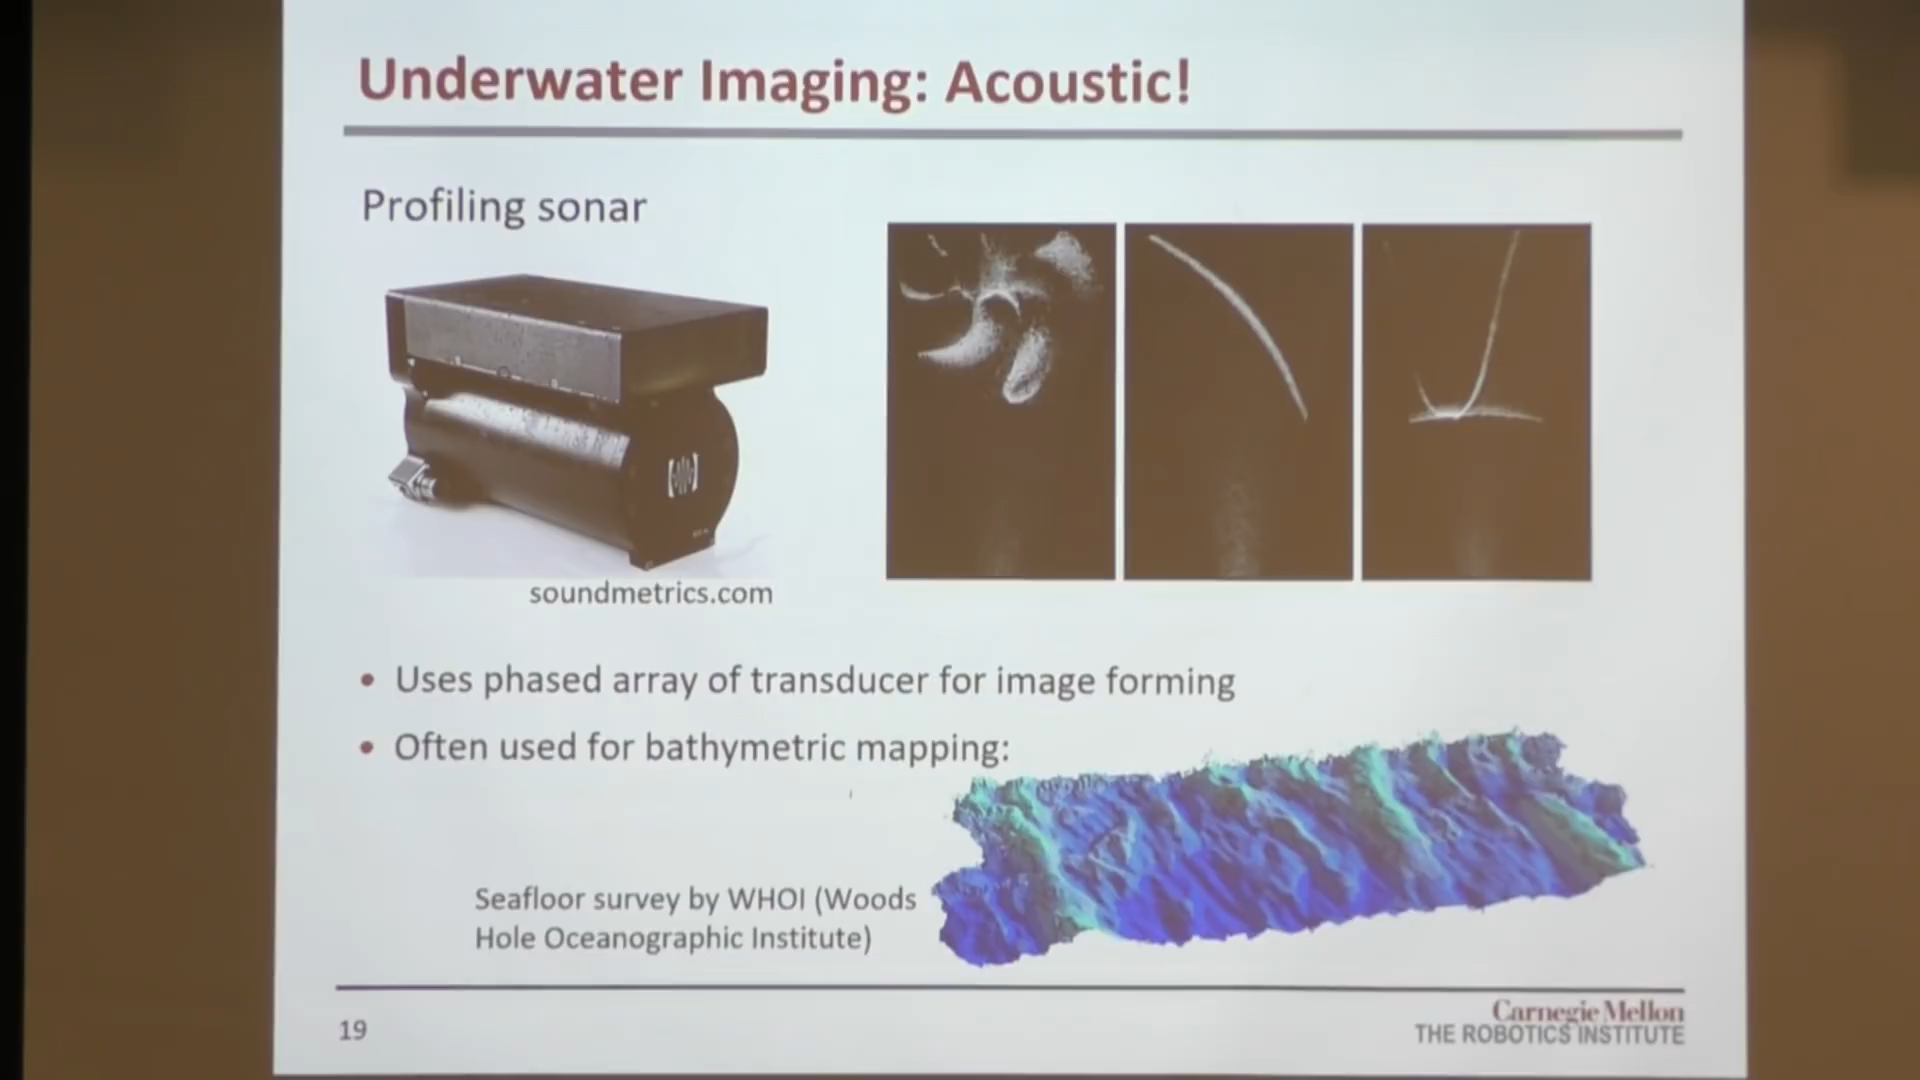 Underwater Imaging: Acoustic!
Profiling sonar
soundmetrics.com
• Uses phased array of transducer for image forming
• Often used for bathymetric mapping:
Seafloor survey by WHOI (Woods
Hole Oceanographic Institute)
19
Carnegie Mellon
THE ROBOTICS INSTITUTE